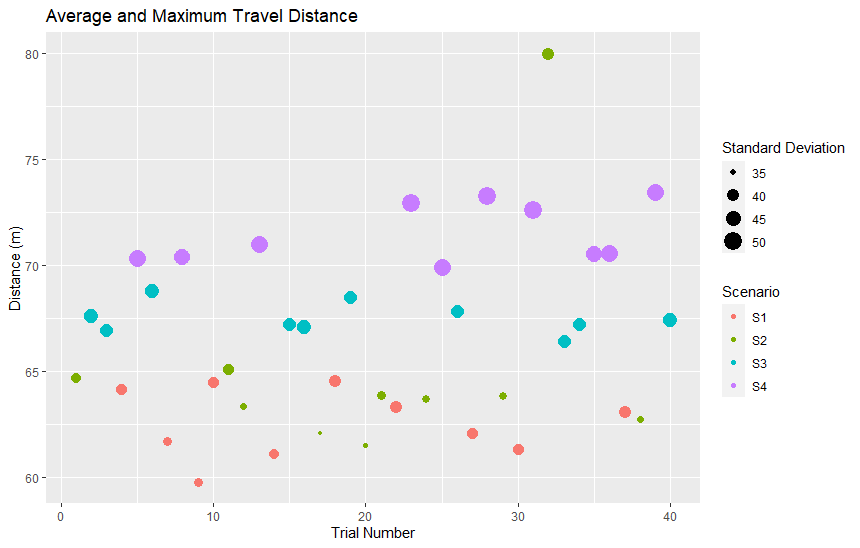 Average and Maximum Travel Distance
Distance (m)
80
75
70
65
60
0 10 20 30 40
Trial Number
Standard Deviation
35
40
45
50
Scenario
S1
S2
S3
S4